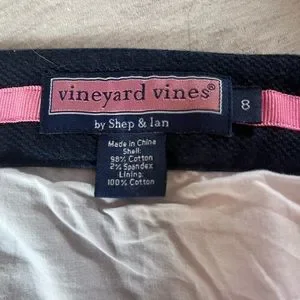 vineyard vines®
8
by Shep & Ian
Made in China
Shell:
98% Cotton
2% Spandex
Lining:
100% Cotton